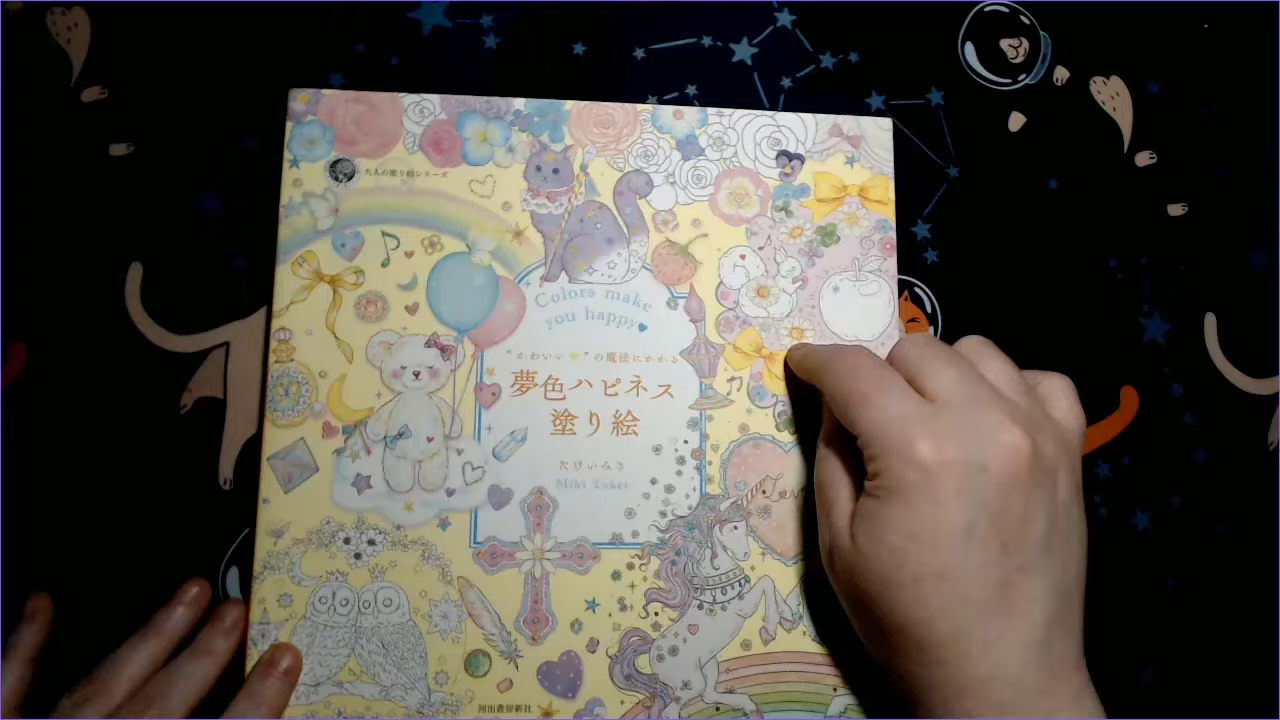 大人の塗り絵シリーズ
Colors make
you happy
"かわいい"の魔法にかかる
夢色ハピネス
塗り絵
たけいみき
Miki Takei
河出書房新社